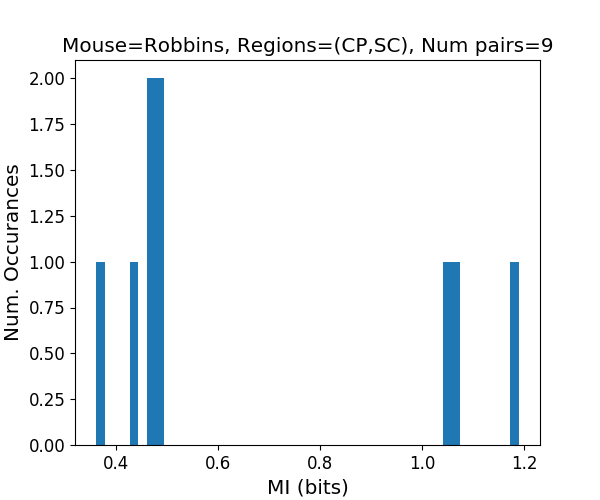 Mouse=Robbins, Regions=(CP,SC), Num pairs=9
2.00
1.75
1.50
1.25
1.00
0.75
0.50
0.25
0.00
Num. Occurances
0.4 0.6 0.8 1.0 1.2
MI (bits)